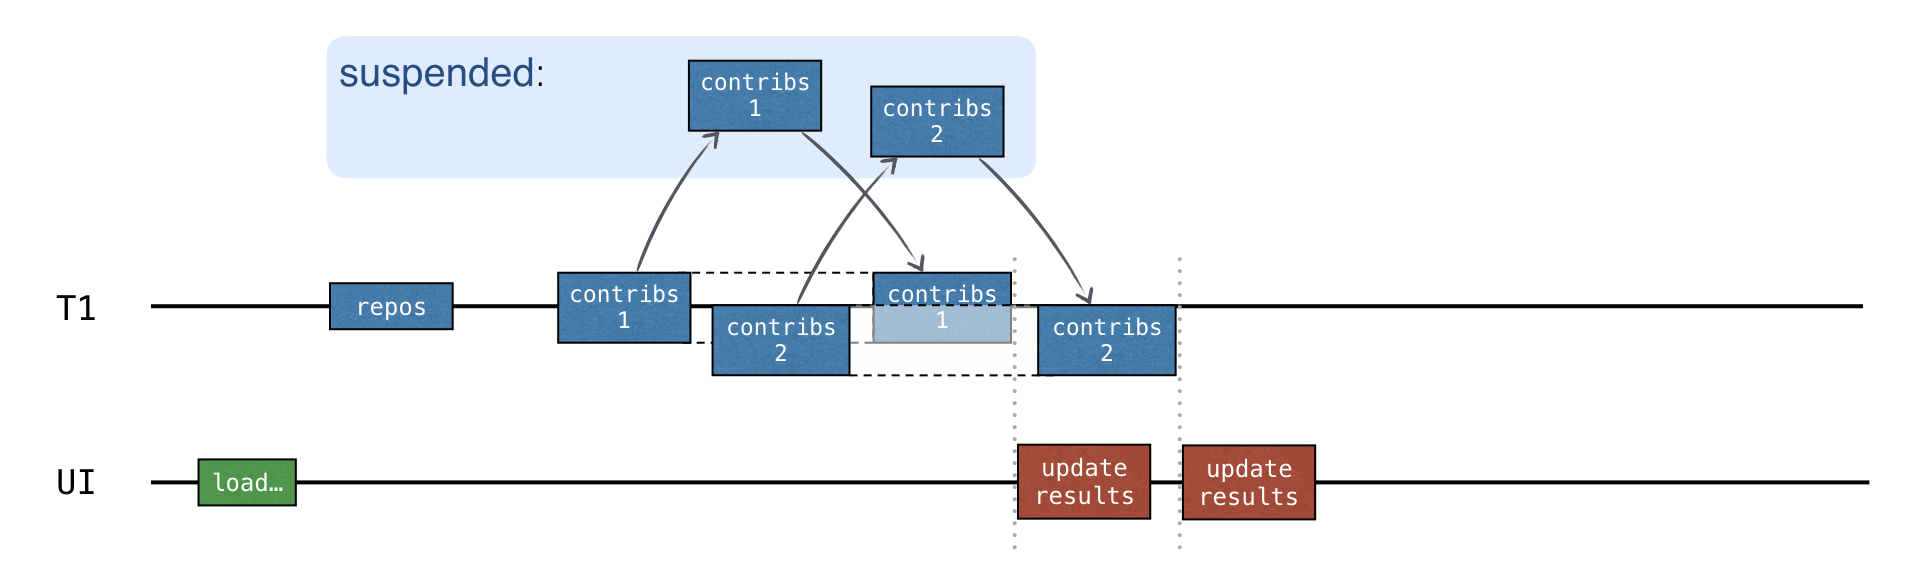 suspended:
contribs
1
contribs
2
T1
repos
contribs
1
contribs
2
contribs
1
contribs
2
UI
load…
update
results
update
results